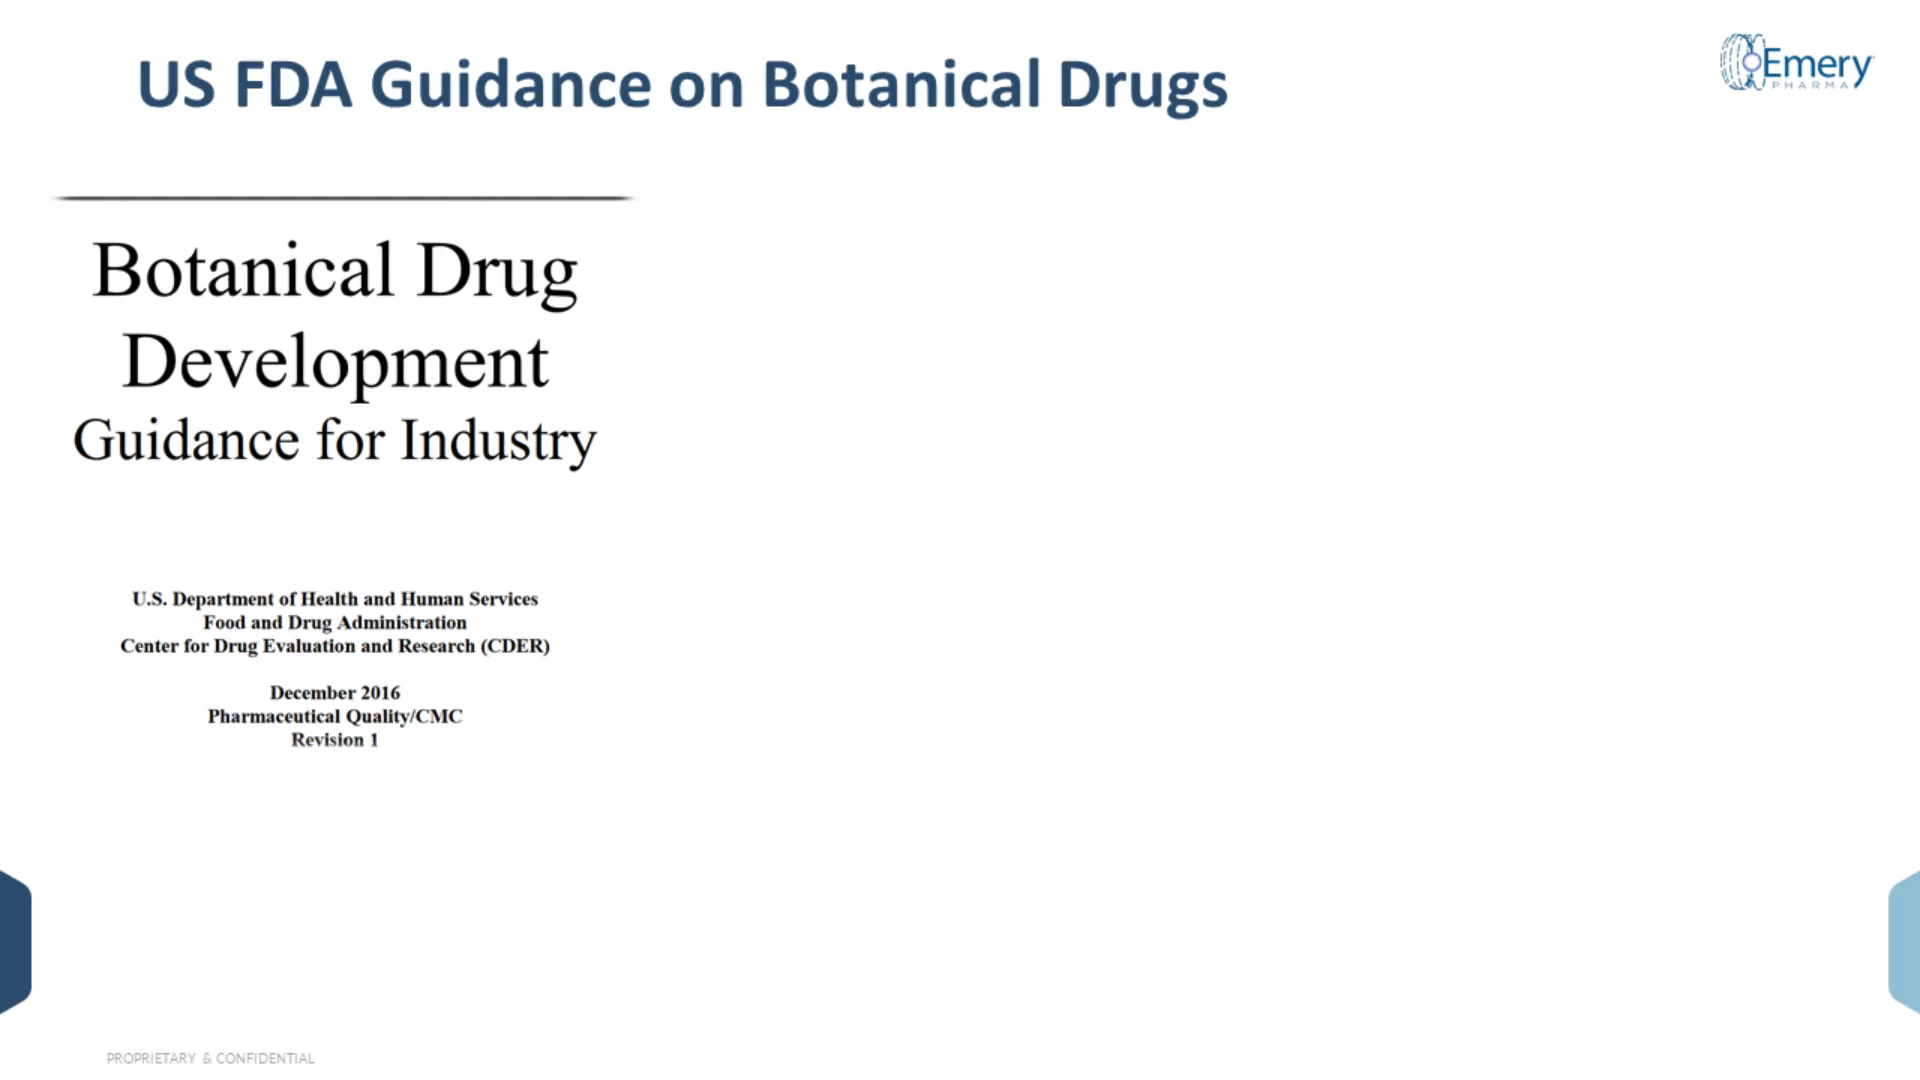 US FDA Guidance on Botanical Drugs
Emery
PHARMA
Botanical Drug
Development
Guidance for Industry
U.S. Department of Health and Human Services
Food and Drug Administration
Center for Drug Evaluation and Research (CDER)
December 2016
Pharmaceutical Quality/CMC
Revision 1
PROPRIETARY & CONFIDENTIAL